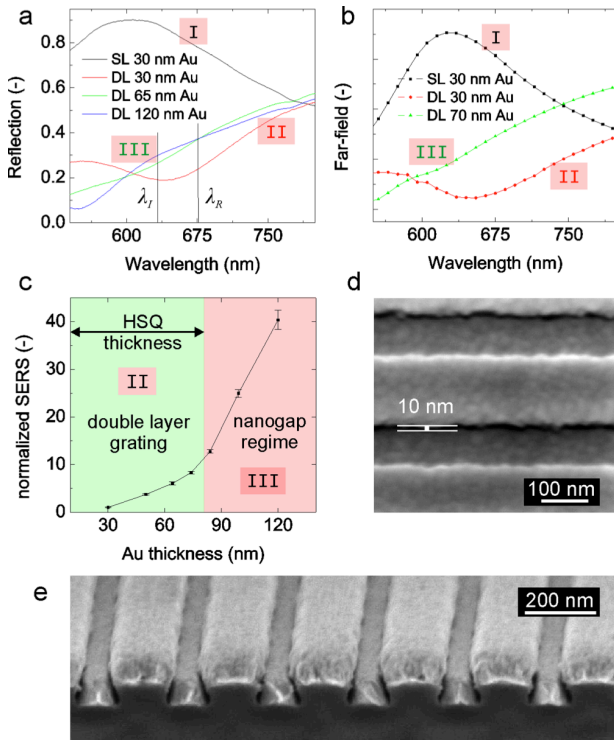 a
b
Reflection (-)
0.8
0.6
0.4
0.2
0.0
I
SL 30 nm Au
DL 30 nm Au
DL 65 nm Au
DL 120 nm Au
III
II
λI
λR
600
675
750
Wavelength (nm)
Far-field (-)
I
SL 30 nm Au
DL 30 nm Au
DL 70 nm Au
III
II
600
675
750
Wavelength (nm)
c
d
normalized SERS (-)
40
35
30
25
20
15
10
5
0
HSQ
thickness
II
double layer
grating
nanogap
regime
III
30
60
90
120
Au thickness (nm)
10 nm
100 nm
e
200 nm